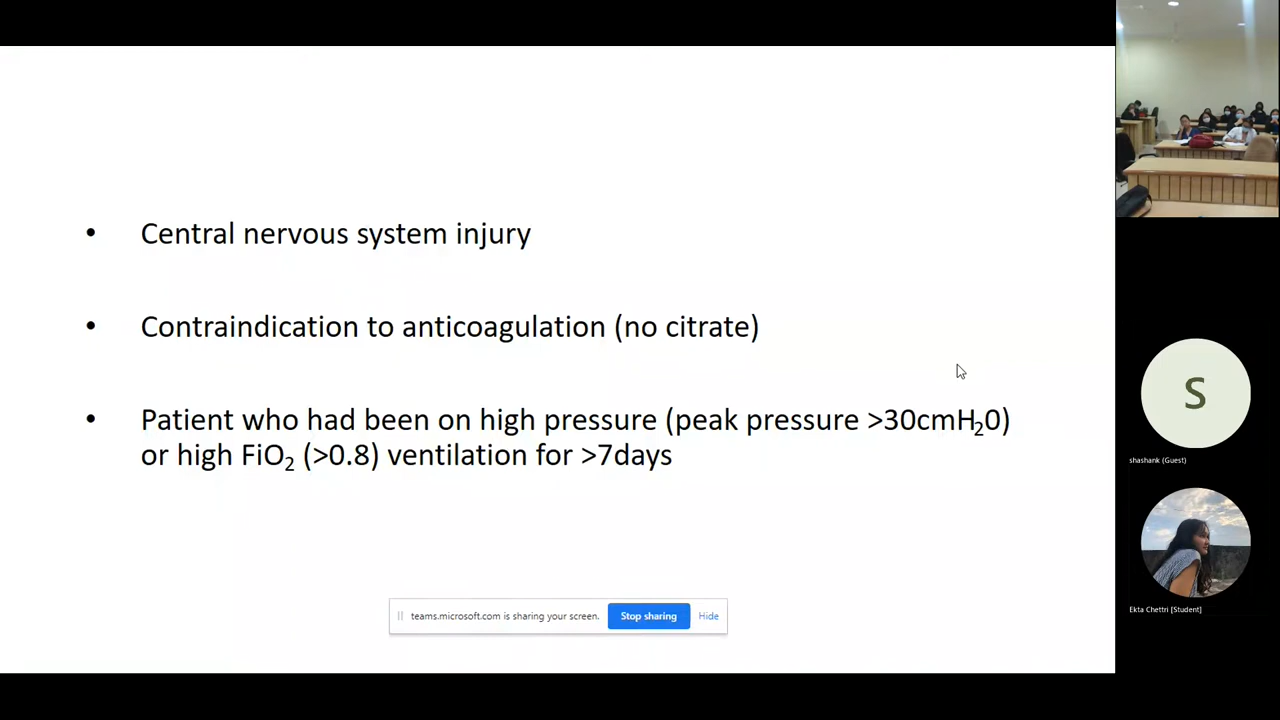 • Central nervous system injury
• Contraindication to anticoagulation (no citrate)
• Patient who had been on high pressure (peak pressure >30cmH₂0)
or high FiO₂ (>0.8) ventilation for >7days
teams.microsoft.com is sharing your screen. Stop sharing Hide
S
shashank (Guest)
Ekta Chettri [Student]